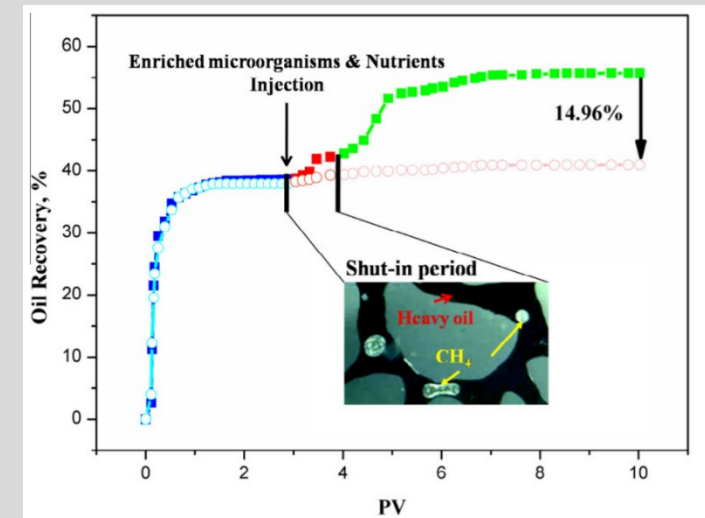 60
50
40
30
20
10
0
Oil Recovery, %
Enriched microorganisms & Nutrients
Injection
14.96%
Shut-in period
Heavy oil
CH₄
0
2
4
6
8
10
PV